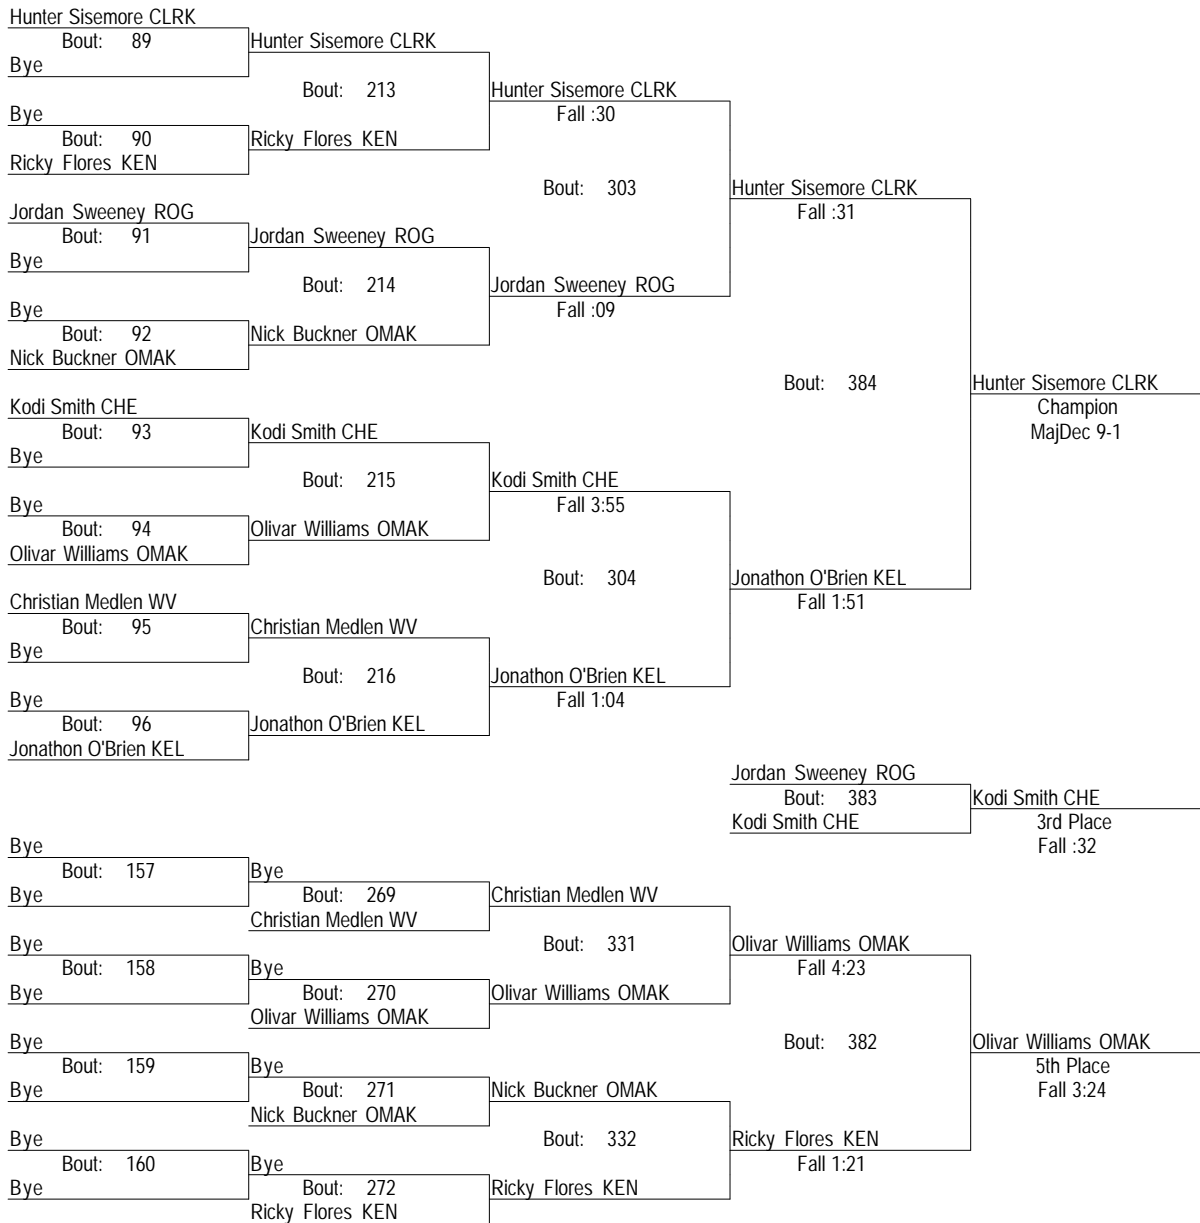 Hunter Sisemore CLRK
Bout: 89
Bye
Bye
Bout: 90
Ricky Flores KEN
Jordan Sweeney ROG
Bout: 91
Bye
Bye
Bout: 92
Nick Buckner OMAK
Kodi Smith CHE
Bout: 93
Bye
Bye
Bout: 94
Olivar Williams OMAK
Christian Medlen WV
Bout: 95
Bye
Bye
Bout: 96
Jonathon O'Brien KEL
Hunter Sisemore CLRK
Bout: 213
Ricky Flores KEN
Jordan Sweeney ROG
Bout: 214
Nick Buckner OMAK
Kodi Smith CHE
Bout: 215
Olivar Williams OMAK
Christian Medlen WV
Bout: 216
Jonathon O'Brien KEL
Hunter Sisemore CLRK
Fall :30
Bout: 303
Jordan Sweeney ROG
Fall :09
Kodi Smith CHE
Fall 3:55
Bout: 304
Jonathon O'Brien KEL
Fall 1:04
Hunter Sisemore CLRK
Fall :31
Bout: 384
Jonathon O'Brien KEL
Fall 1:51
Hunter Sisemore CLRK
Champion
MajDec 9-1
Jordan Sweeney ROG
Bout: 383
Kodi Smith CHE
Kodi Smith CHE
3rd Place
Fall :32
Bye
Bout: 157
Bye
Bye
Bout: 158
Bye
Bye
Bout: 159
Bye
Bye
Bout: 160
Bye
Bye
Bout: 269
Christian Medlen WV
Bye
Bout: 270
Olivar Williams OMAK
Bye
Bout: 271
Nick Buckner OMAK
Bye
Bout: 272
Ricky Flores KEN
Christian Medlen WV
Bout: 331
Olivar Williams OMAK
Nick Buckner OMAK
Bout: 332
Ricky Flores KEN
Olivar Williams OMAK
Fall 4:23
Bout: 382
Ricky Flores KEN
Fall 1:21
Olivar Williams OMAK
5th Place
Fall 3:24